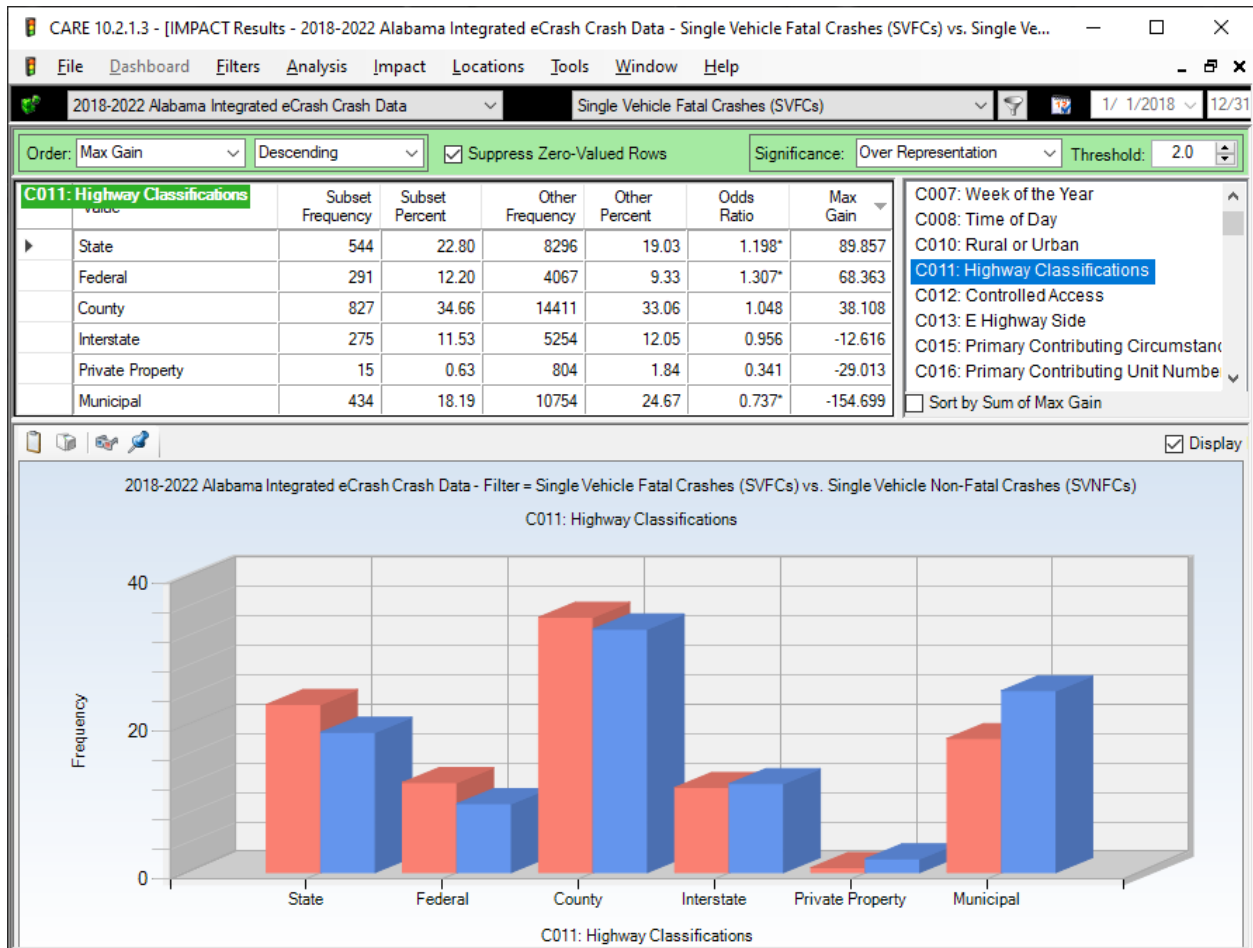 CARE 10.2.1.3 - [IMPACT Results - 2018-2022 Alabama Integrated eCrash Crash Data - Single Vehicle Fatal Crashes (SVFCs) vs. Single Ve...
File Dashboard Filters Analysis Impact Locations Tools Window Help
2018-2022 Alabama Integrated eCrash Crash Data Single Vehicle Fatal Crashes (SVFCs) 1/ 1/2018 12/31
Order: Max Gain Descending Suppress Zero-Valued Rows Significance: Over Representation Threshold: 2.0
C011: Highway Classifications
Value Subset Frequency Subset Percent Other Frequency Other Percent Odds Ratio Max Gain
State 544 22.80 8296 19.03 1.198* 89.857
Federal 291 12.20 4067 9.33 1.307* 68.363
County 827 34.66 14411 33.06 1.048 38.108
Interstate 275 11.53 5254 12.05 0.956 -12.616
Private Property 15 0.63 804 1.84 0.341 -29.013
Municipal 434 18.19 10754 24.67 0.737* -154.699
C007: Week of the Year
C008: Time of Day
C010: Rural or Urban
C011: Highway Classifications
C012: Controlled Access
C013: E Highway Side
C015: Primary Contributing Circumstanc
C016: Primary Contributing Unit Number
Sort by Sum of Max Gain
Display
2018-2022 Alabama Integrated eCrash Crash Data - Filter = Single Vehicle Fatal Crashes (SVFCs) vs. Single Vehicle Non-Fatal Crashes (SVNFCs)
C011: Highway Classifications
Frequency
40
20
0
State Federal County Interstate Private Property Municipal
C011: Highway Classifications